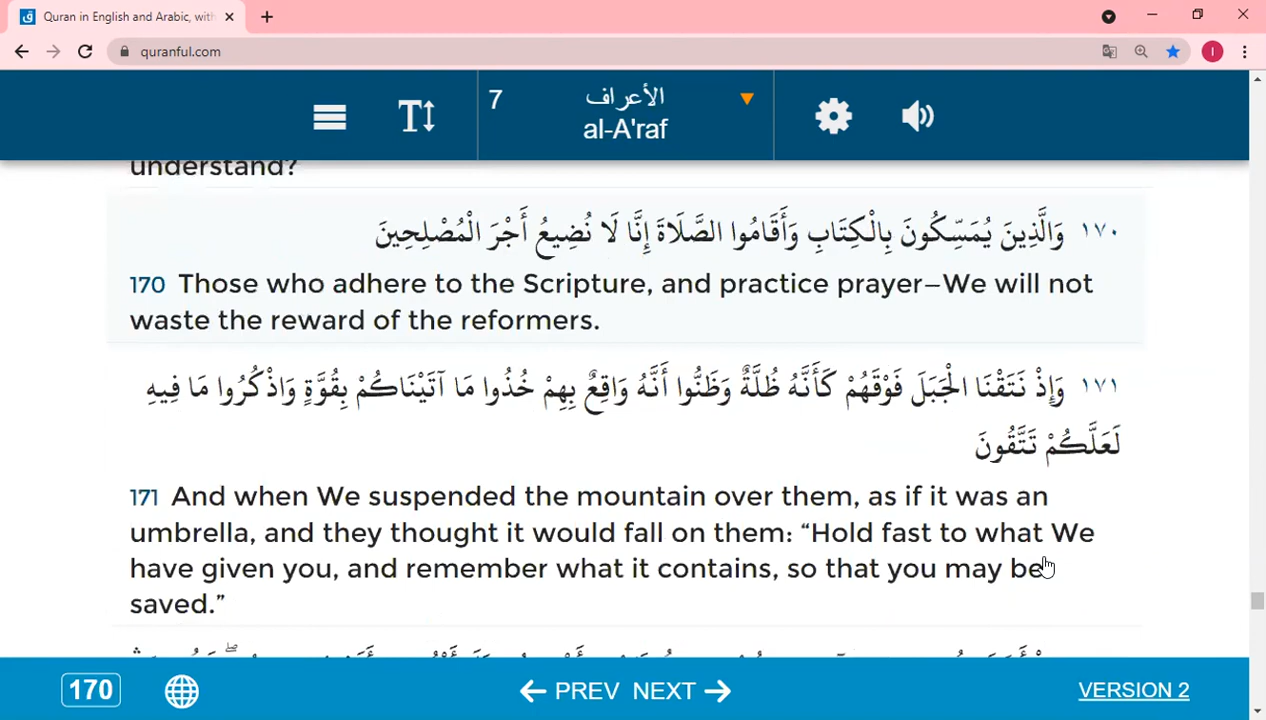 Quran in English and Arabic, with
quranful.com
I
7
الأعراف
al-A'raf
understand?
١٧٠ وَالَّذِينَ يُمَسِّكُونَ بِالْكِتَابِ وَأَقَامُوا الصَّلَاةَ إِنَّا لَا نُضِيعُ أَجْرَ الْمُصْلِحِينَ
170 Those who adhere to the Scripture, and practice prayer—We will not
waste the reward of the reformers.
١٧١ وَإِذْ نَتَقْنَا الْجَبَلَ فَوْقَهُمْ كَأَنَّهُ ظُلَّةٌ وَظَنُّوا أَنَّهُ وَاقِعٌ بِهِمْ خُذُوا مَا آتَيْنَاكُمْ بِقُوَّةٍ وَاذْكُرُوا مَا فِيهِ
لَعَلَّكُمْ تَتَّقُونَ
171 And when We suspended the mountain over them, as if it was an
umbrella, and they thought it would fall on them: “Hold fast to what We
have given you, and remember what it contains, so that you may be
saved.”
170
PREV NEXT
VERSION 2